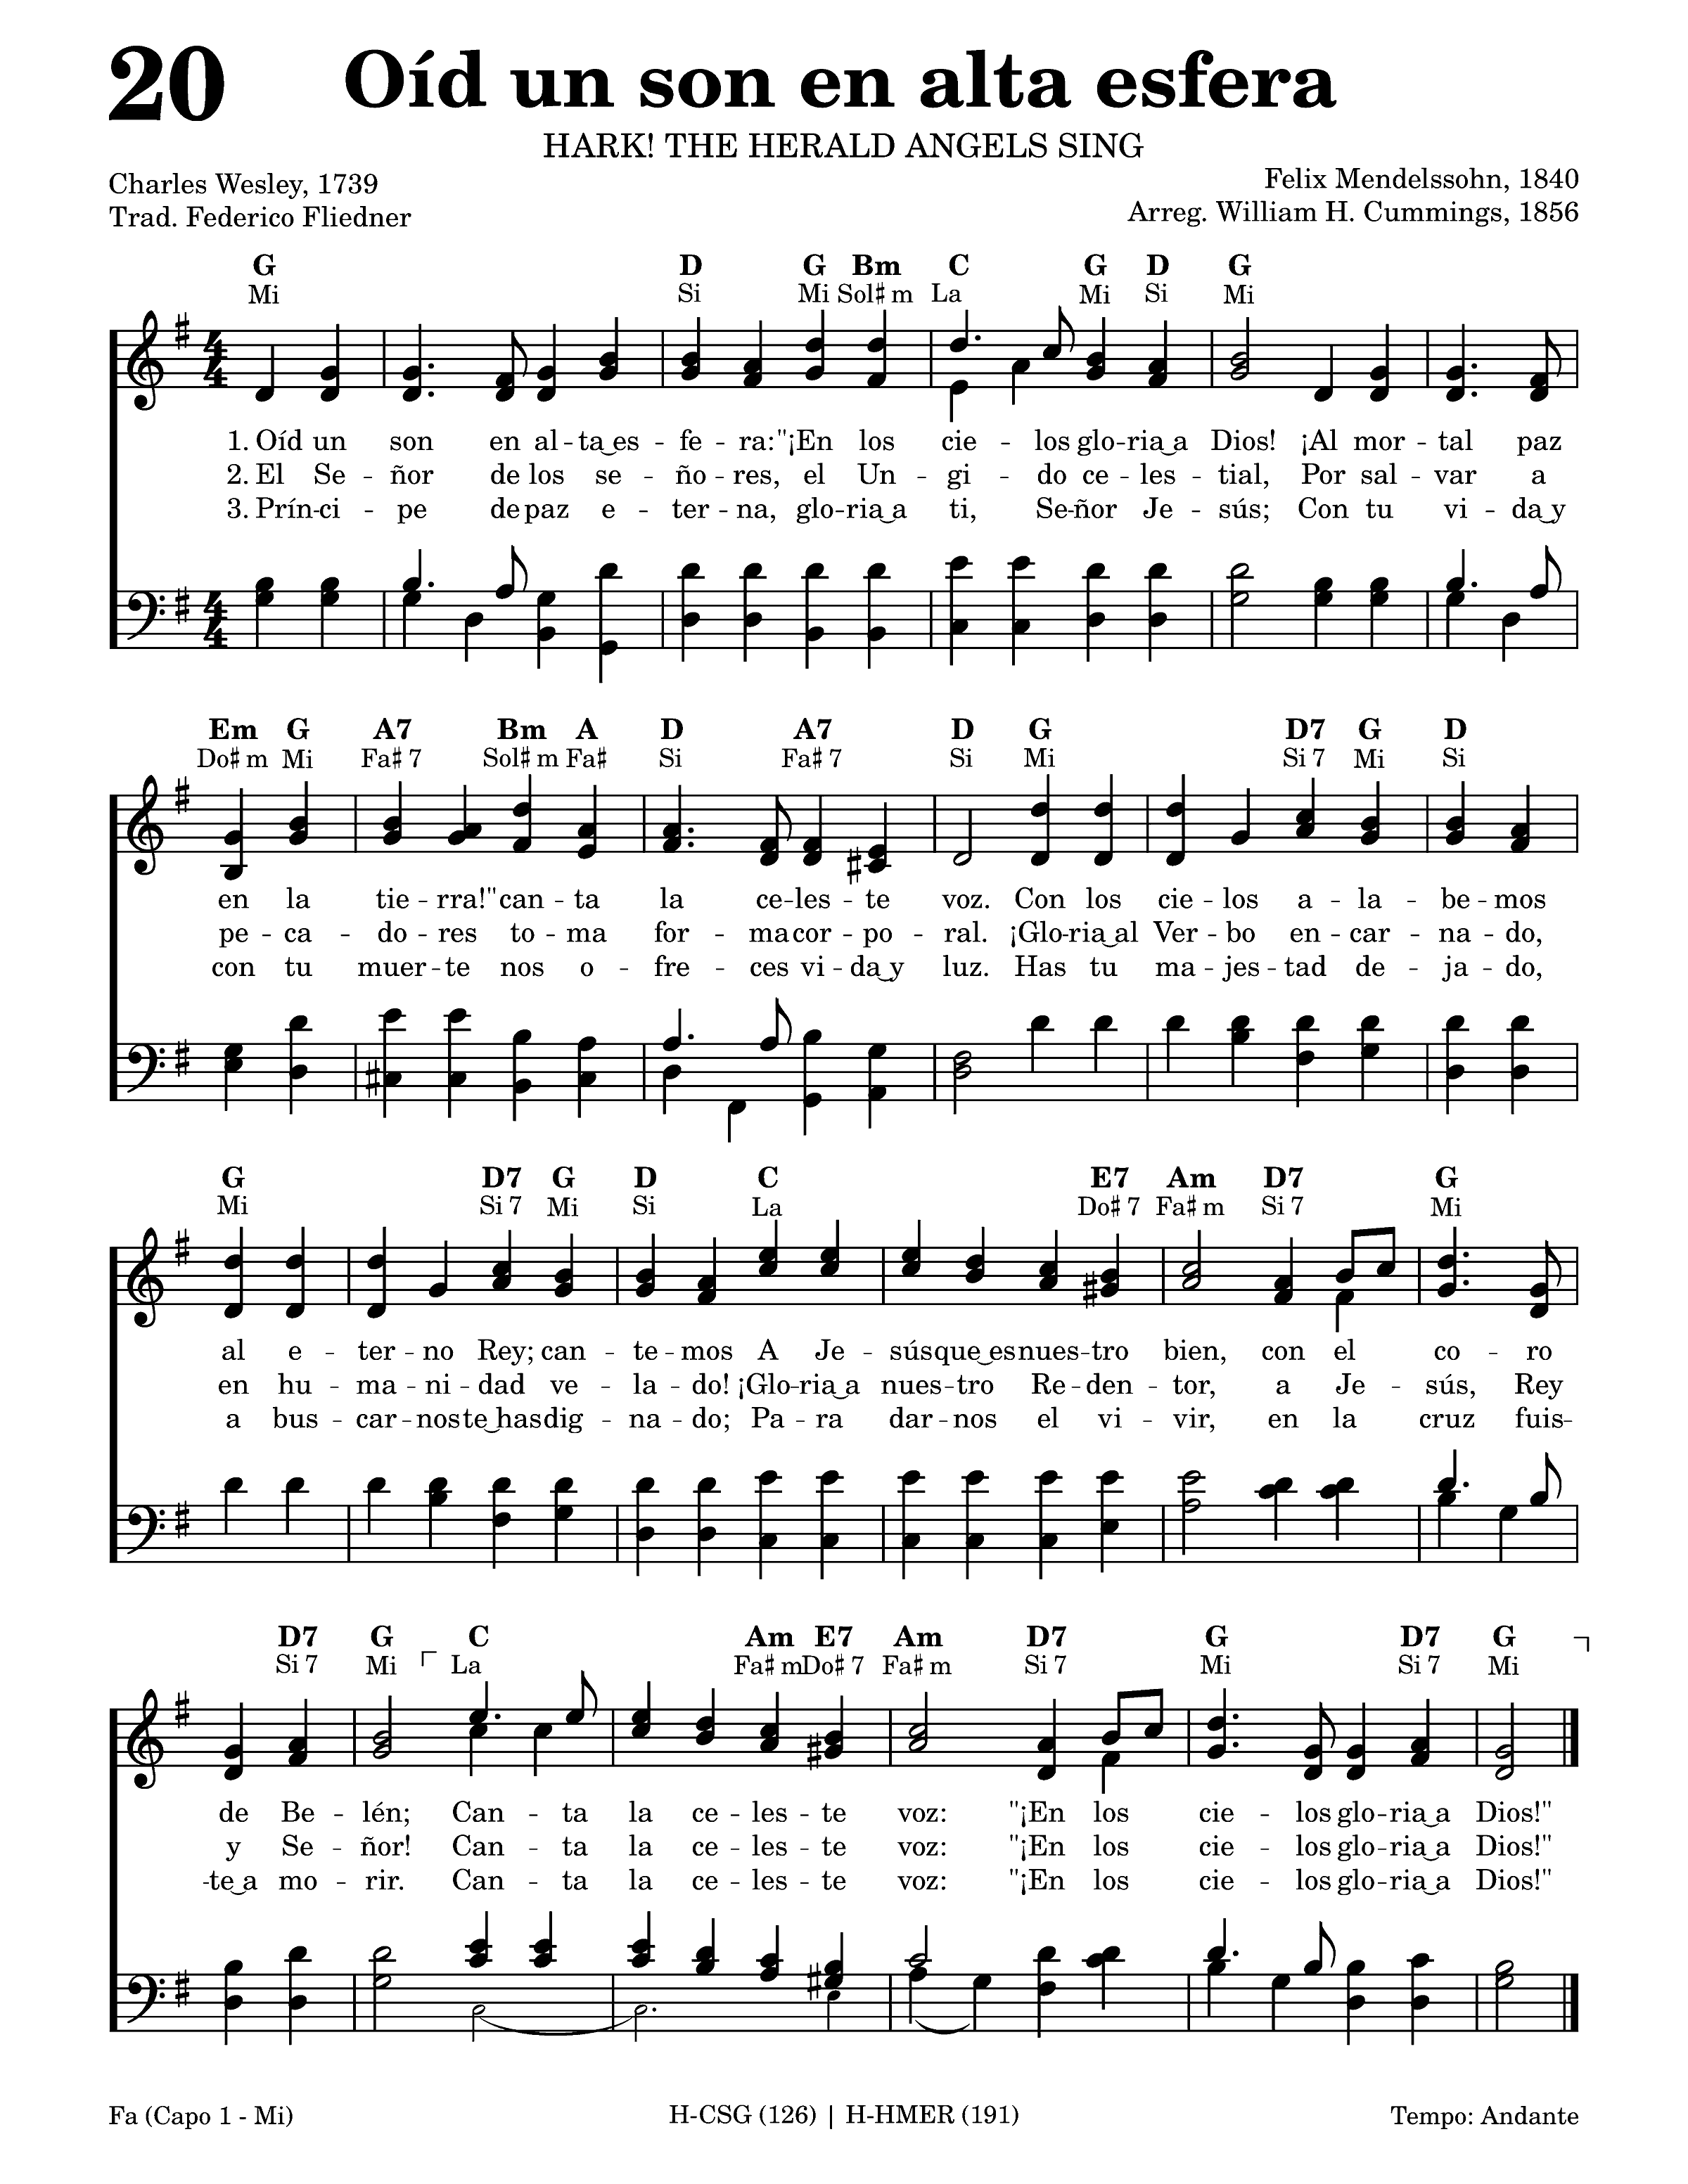 20 Oíd un son en alta esfera
HARK! THE HERALD ANGELS SING
Charles Wesley, 1739
Felix Mendelssohn, 1840
Trad. Federico Fliedner
Arreg. William H. Cummings, 1856
G D G Bm C G D G
Mi Si Mi Sol♯m La Mi Si Mi
4 4
1. Oíd un son en al -- ta‿es -- fe -- ra: "¡En los cie -- los glo -- ria‿a Dios! ¡Al mor -- tal paz
2. El Se -- ñor de los se -- ño -- res, el Un -- gi -- do ce -- les -- tial, Por sal -- var a
3. Prín -- ci -- pe de paz e -- ter -- na, glo -- ria‿a ti, Se -- ñor Je -- sús; Con tu vi -- da‿y
4 4
Em G A7 Bm A D A7 D G D7 G D
Do♯m Mi Fa♯7 Sol♯m Fa♯ Si Fa♯7 Si Mi Si 7 Mi Si
en la tie -- rra!" can -- ta la ce -- les -- te voz. Con los cie -- los a -- la -- be -- mos
pe -- ca -- do -- res to -- ma for -- ma cor -- po -- ral. ¡Glo -- ria‿al Ver -- bo en -- car -- na -- do,
con tu muer -- te nos o -- fre -- ces vi -- da‿y luz. Has tu ma -- jes -- tad de -- ja -- do,
G D7 G D C E7 Am D7 G
Mi Si 7 Mi Si La Do♯7 Fa♯m Si 7 Mi
al e -- ter -- no Rey; can -- te -- mos A Je -- sús que‿es nues -- tro bien, con el co -- ro
en hu -- ma -- ni -- dad ve -- la -- do! ¡Glo -- ria‿a nues -- tro Re -- den -- tor, a Je -- sús, Rey
a bus -- car -- nos te‿has dig -- na -- do; Pa -- ra dar -- nos el vi -- vir, en la cruz fuis --
D7 G C Am E7 Am D7 G D7 G
Si 7 Mi La Fa♯m Do♯7 Fa♯m Si 7 Mi Si 7 Mi
de Be -- lén; Can -- ta la ce -- les -- te voz: "¡En los cie -- los glo -- ria‿a Dios!"
y Se -- ñor! Can -- ta la ce -- les -- te voz: "¡En los cie -- los glo -- ria‿a Dios!"
-- te‿a mo -- rir. Can -- ta la ce -- les -- te voz: "¡En los cie -- los glo -- ria‿a Dios!"
Fa (Capo 1 - Mi) H-CSG (126) | H-HMER (191) Tempo: Andante